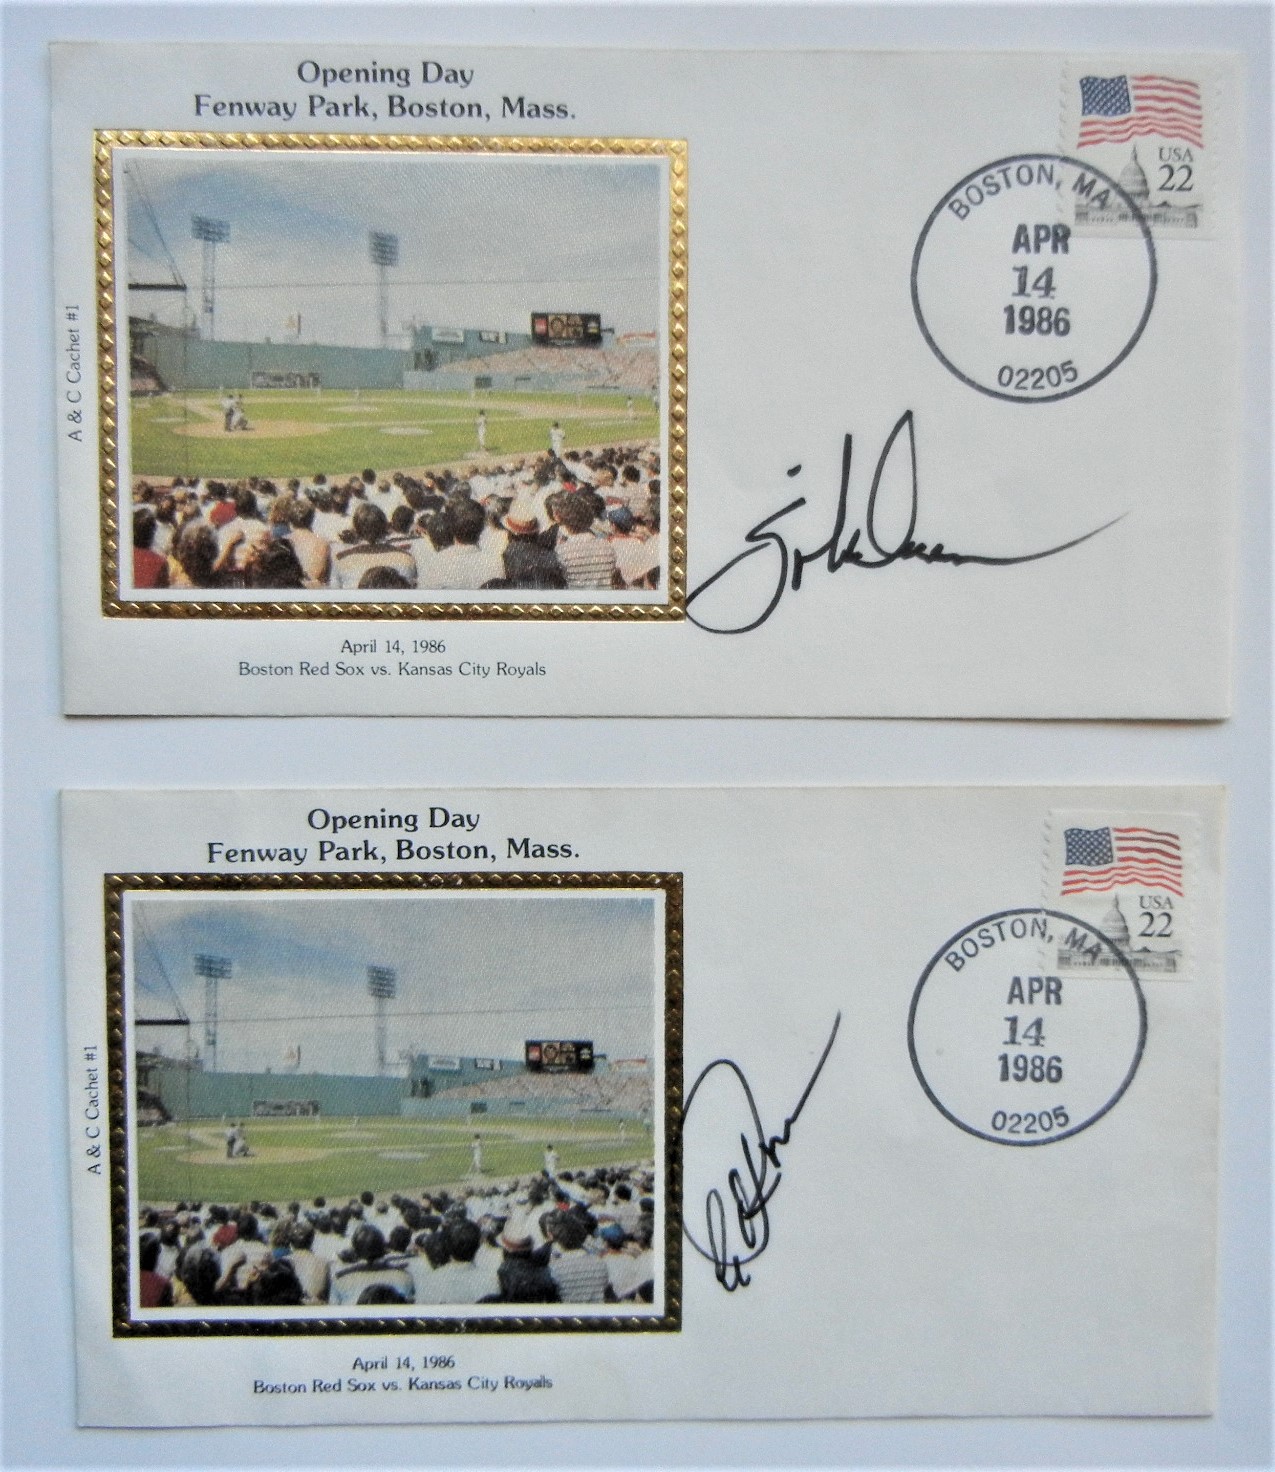 Opening Day
Fenway Park, Boston, Mass.
USA
22
BOSTON, MA
APR
14
1986
02205
A & C Cachet #1
April 14, 1986
Boston Red Sox vs. Kansas City Royals
Opening Day
Fenway Park, Boston, Mass.
USA
22
BOSTON, MA
APR
14
1986
02205
A & C Cachet #1
April 14, 1986
Boston Red Sox vs. Kansas City Royals